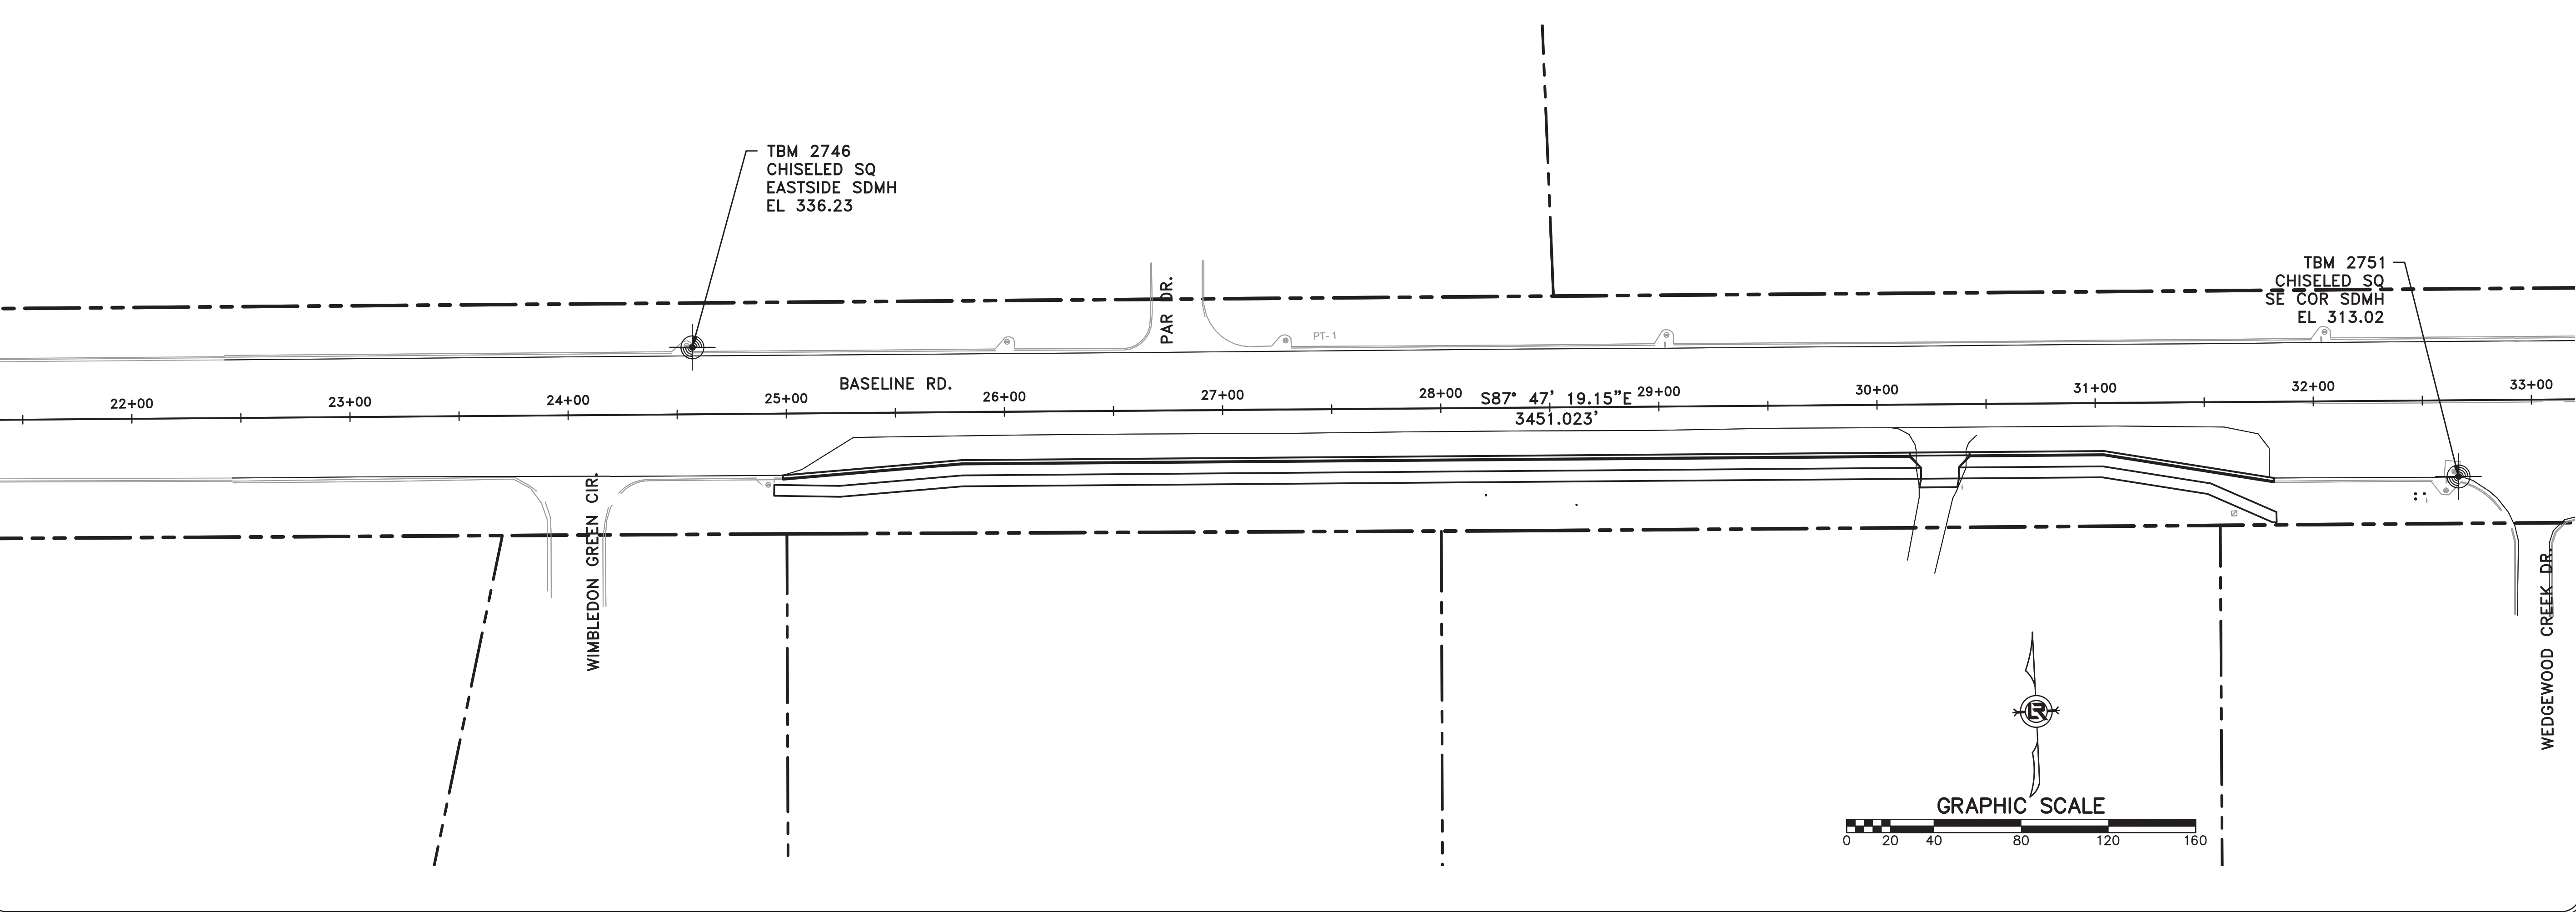 TBM 2746
CHISELED SQ
EASTSIDE SDMH
EL 336.23
TBM 2751
CHISELED SQ
SE COR SDMH
EL 313.02
PAR DR.
PT-1
BASELINE RD.
22+00
23+00
24+00
25+00
26+00
27+00
28+00
S87° 47' 19.15"E
3451.023'
29+00
30+00
31+00
32+00
33+00
WIMBLEDON GREEN CIR.
WEDGEWOOD CREEK DR.
LR
GRAPHIC SCALE
0 20 40 80 120 160